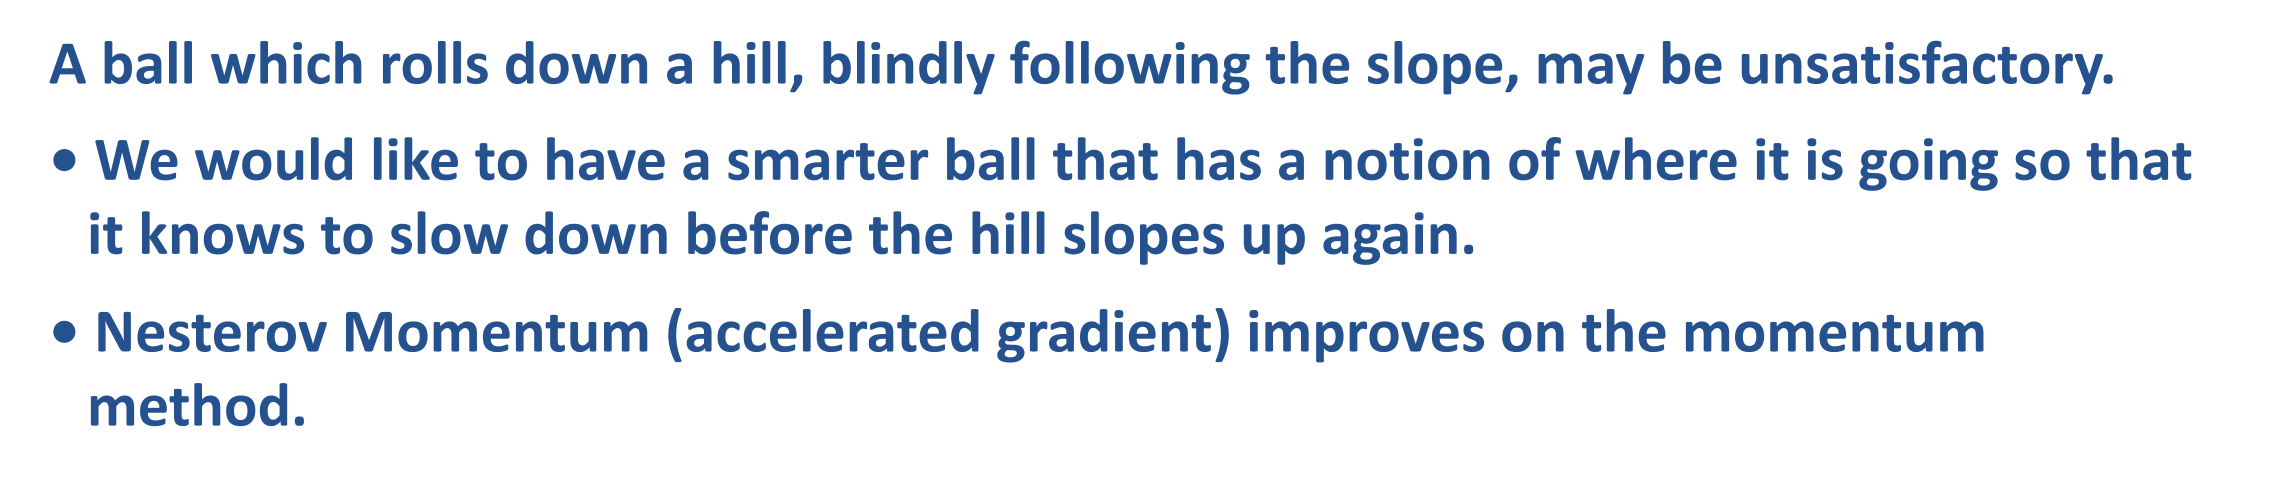 A ball which rolls down a hill, blindly following the slope, may be unsatisfactory.
• We would like to have a smarter ball that has a notion of where it is going so that
it knows to slow down before the hill slopes up again.
• Nesterov Momentum (accelerated gradient) improves on the momentum
method.